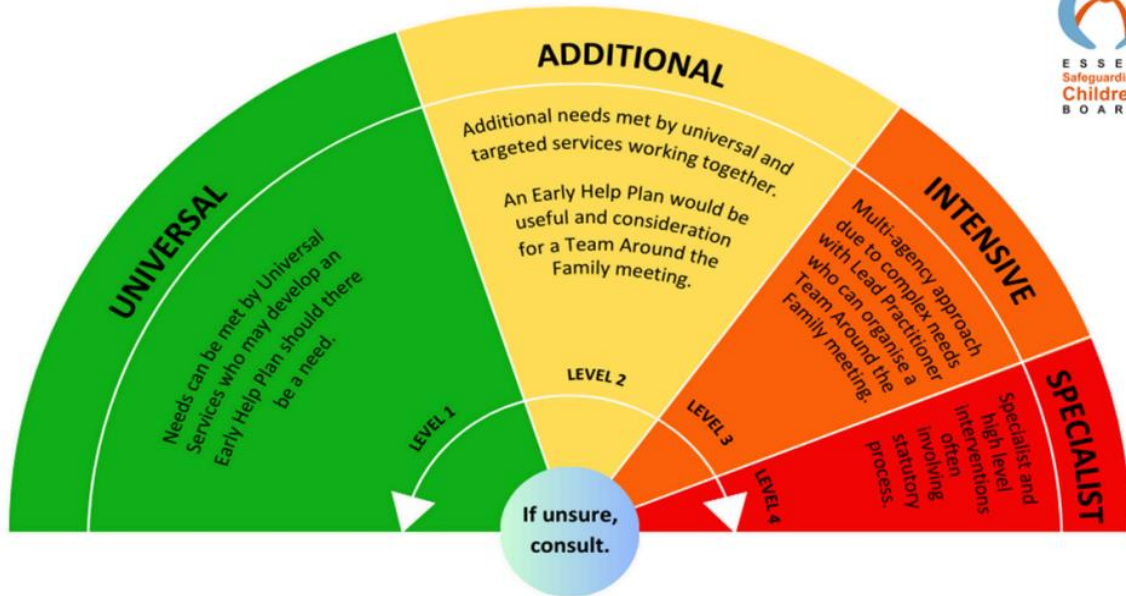 UNIVERSAL
Needs can be met by Universal
Services who may develop an
Early Help Plan should there
be a need.
LEVEL 1
ADDITIONAL
Additional needs met by universal and
targeted services working together.
An Early Help Plan would be
useful and consideration
for a Team Around the
Family meeting.
LEVEL 2
INTENSIVE
Multi-agency approach
due to complex needs
with Lead Practitioner
who can organise a
Team Around the
Family meeting.
LEVEL 3
SPECIALIST
Specialist and
high level
interventions
often
involving
statutory
process.
LEVEL 4
If unsure,
consult.